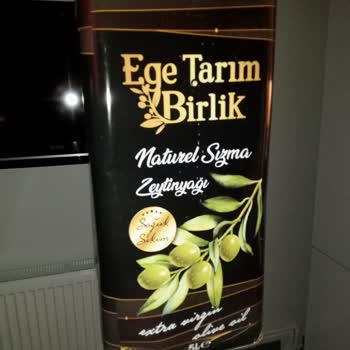 Ege Tarım
Birlik
Naturel Sızma
Zeytinyağı
Soğuk
Sıkım
extra virgin
olive oil
5L